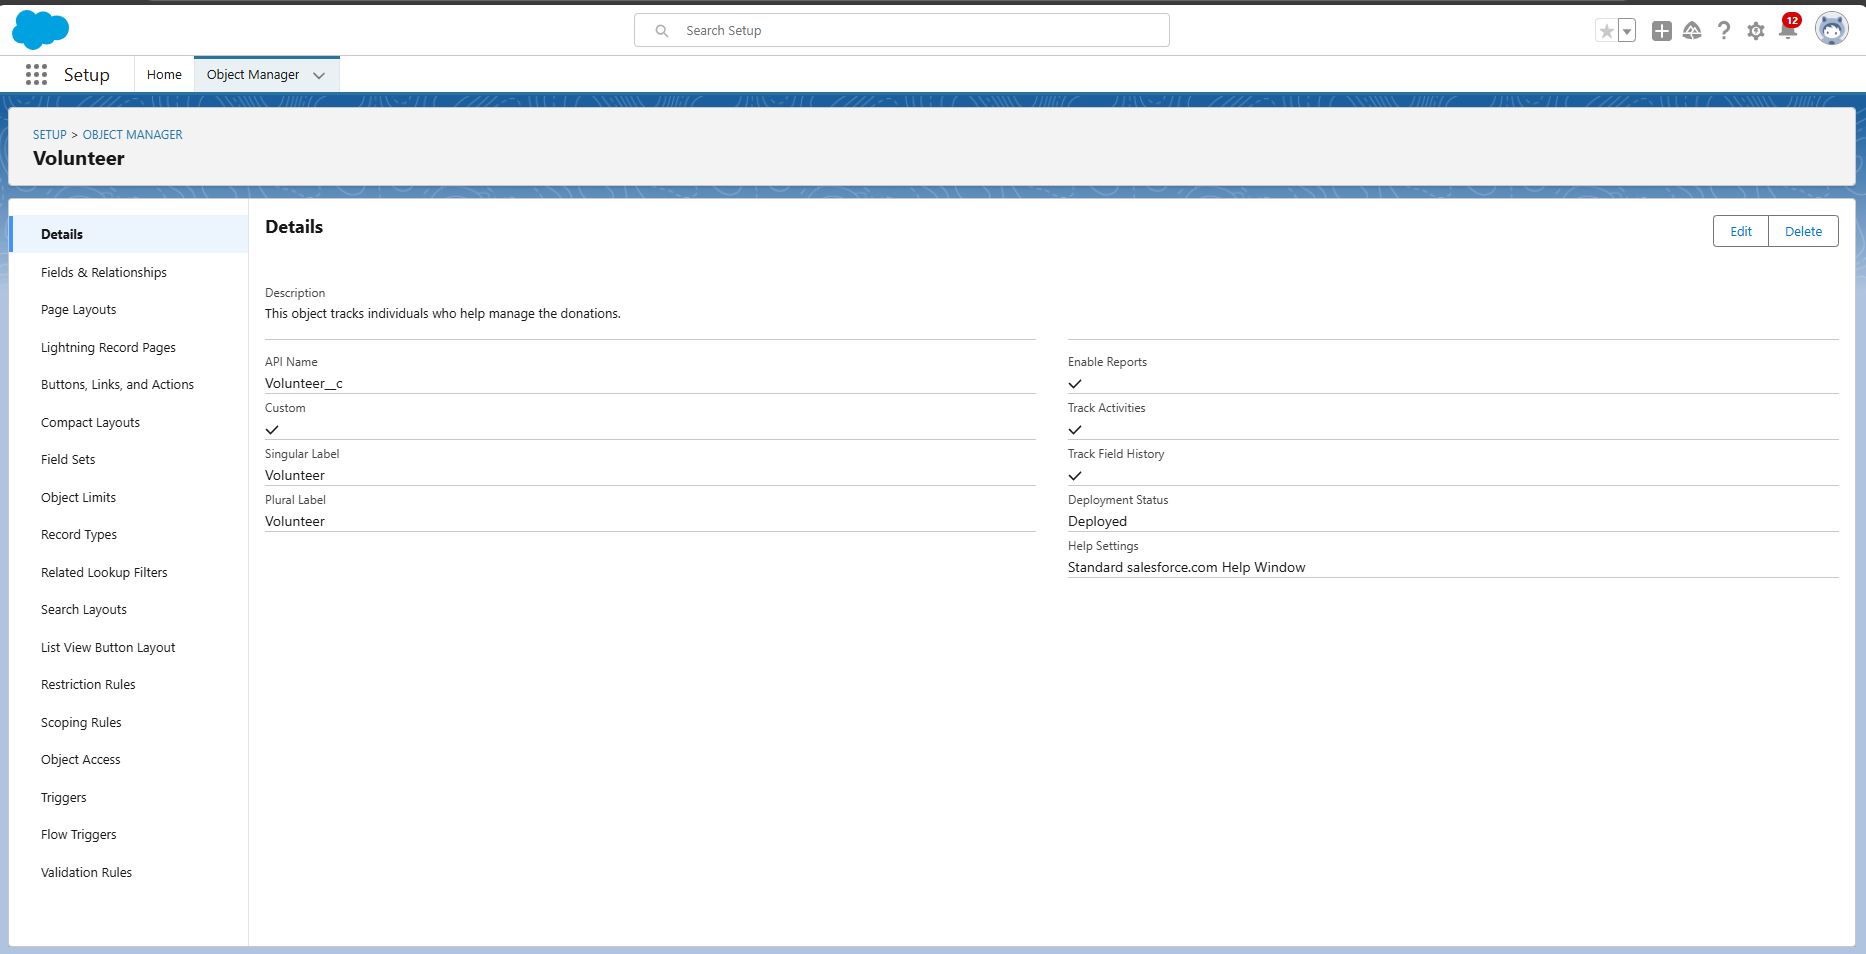 Search Setup
12
Setup
Home
Object Manager
SETUP > OBJECT MANAGER
Volunteer
Details
Fields & Relationships
Page Layouts
Lightning Record Pages
Buttons, Links, and Actions
Compact Layouts
Field Sets
Object Limits
Record Types
Related Lookup Filters
Search Layouts
List View Button Layout
Restriction Rules
Scoping Rules
Object Access
Triggers
Flow Triggers
Validation Rules
Details
Edit
Delete
Description
This object tracks individuals who help manage the donations.
API Name
Volunteer__c
Custom
Singular Label
Volunteer
Plural Label
Volunteer
Enable Reports
Track Activities
Track Field History
Deployment Status
Deployed
Help Settings
Standard salesforce.com Help Window